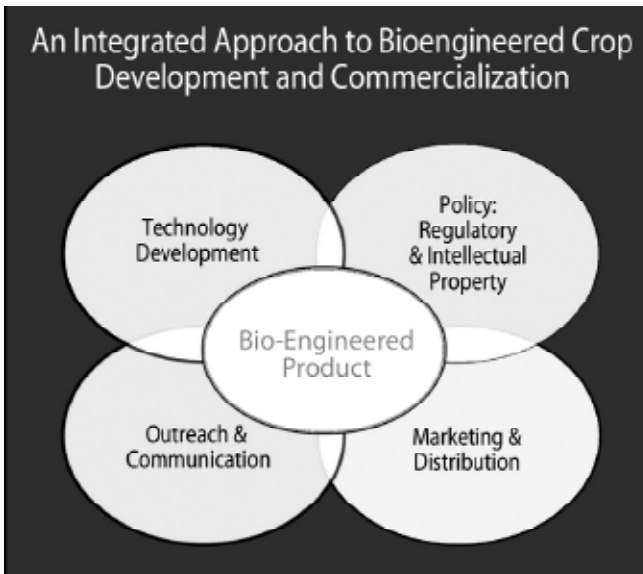 An Integrated Approach to Bioengineered Crop
Development and Commercialization
Technology
Development
Policy:
Regulatory
& Intellectual
Property
Bio-Engineered
Product
Outreach &
Communication
Marketing &
Distribution